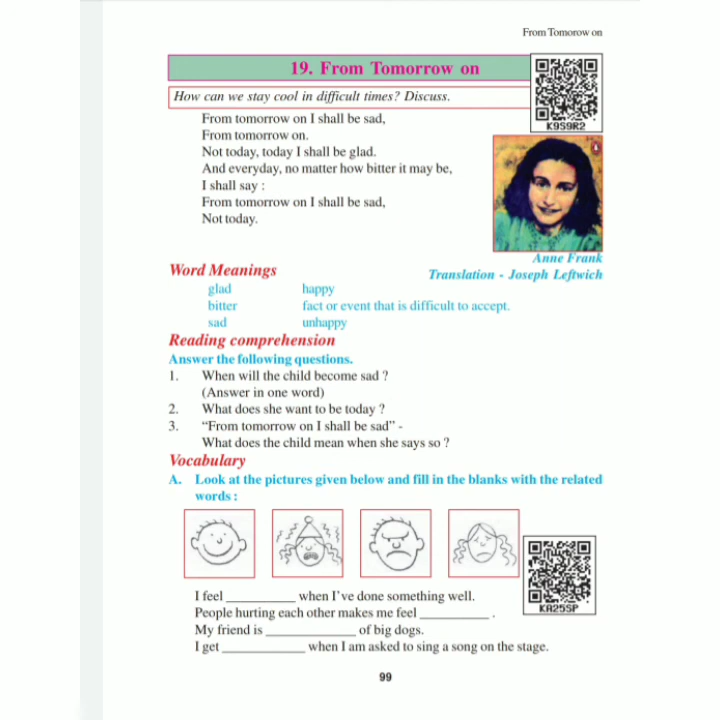 From Tomorow on
19. From Tomorrow on
How can we stay cool in difficult times? Discuss.
K9S9R2
From tomorrow on I shall be sad,
From tomorrow on.
Not today, today I shall be glad.
And everyday, no matter how bitter it may be,
I shall say :
From tomorrow on I shall be sad,
Not today.
Anne Frank
Translation - Joseph Leftwich
Word Meanings
glad happy
bitter fact or event that is difficult to accept.
sad unhappy
Reading comprehension
Answer the following questions.
1. When will the child become sad ?
(Answer in one word)
2. What does she want to be today ?
3. “From tomorrow on I shall be sad” -
What does the child mean when she says so ?
Vocabulary
A. Look at the pictures given below and fill in the blanks with the related
words :
KA25SP
I feel __________ when I’ve done something well.
People hurting each other makes me feel __________ .
My friend is _____________ of big dogs.
I get ____________ when I am asked to sing a song on the stage.
99